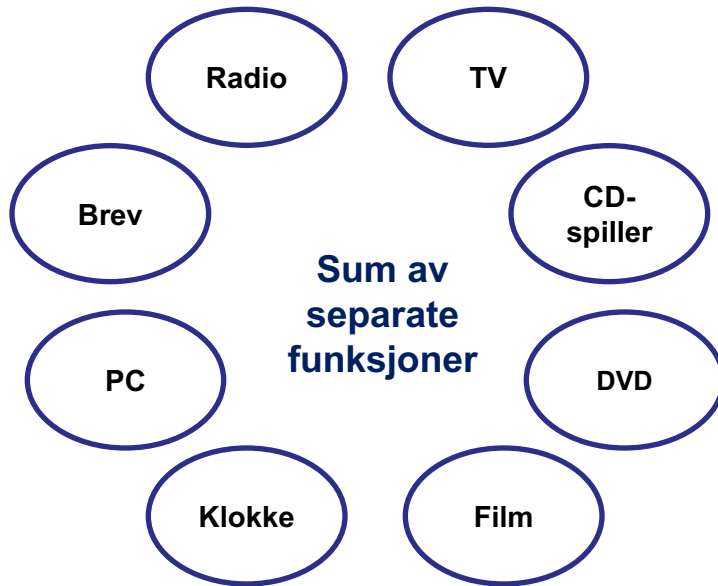 Radio
TV
Brev
CD-
spiller
Sum av
separate
funksjoner
PC
DVD
Klokke
Film